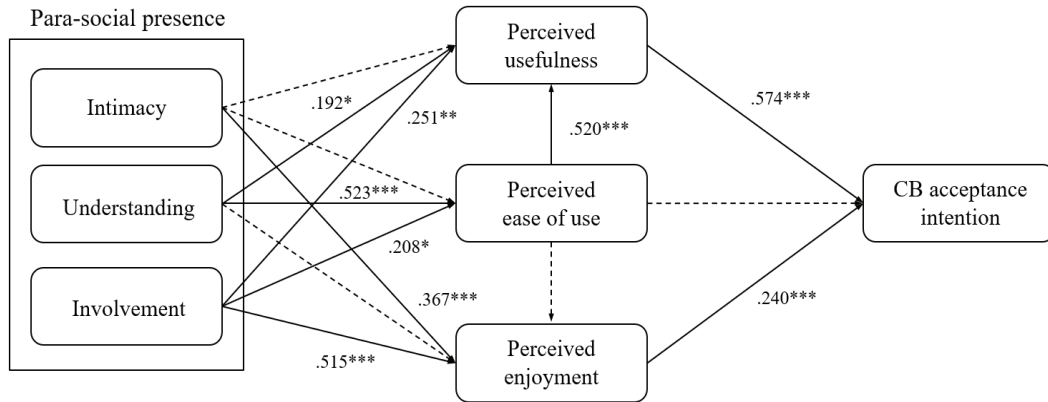 Para-social presence
Intimacy
Understanding
Involvement
.192*
.251**
.523***
.208*
.367***
.515***
Perceived
usefulness
.520***
Perceived
ease of use
Perceived
enjoyment
.574***
.240***
CB acceptance
intention